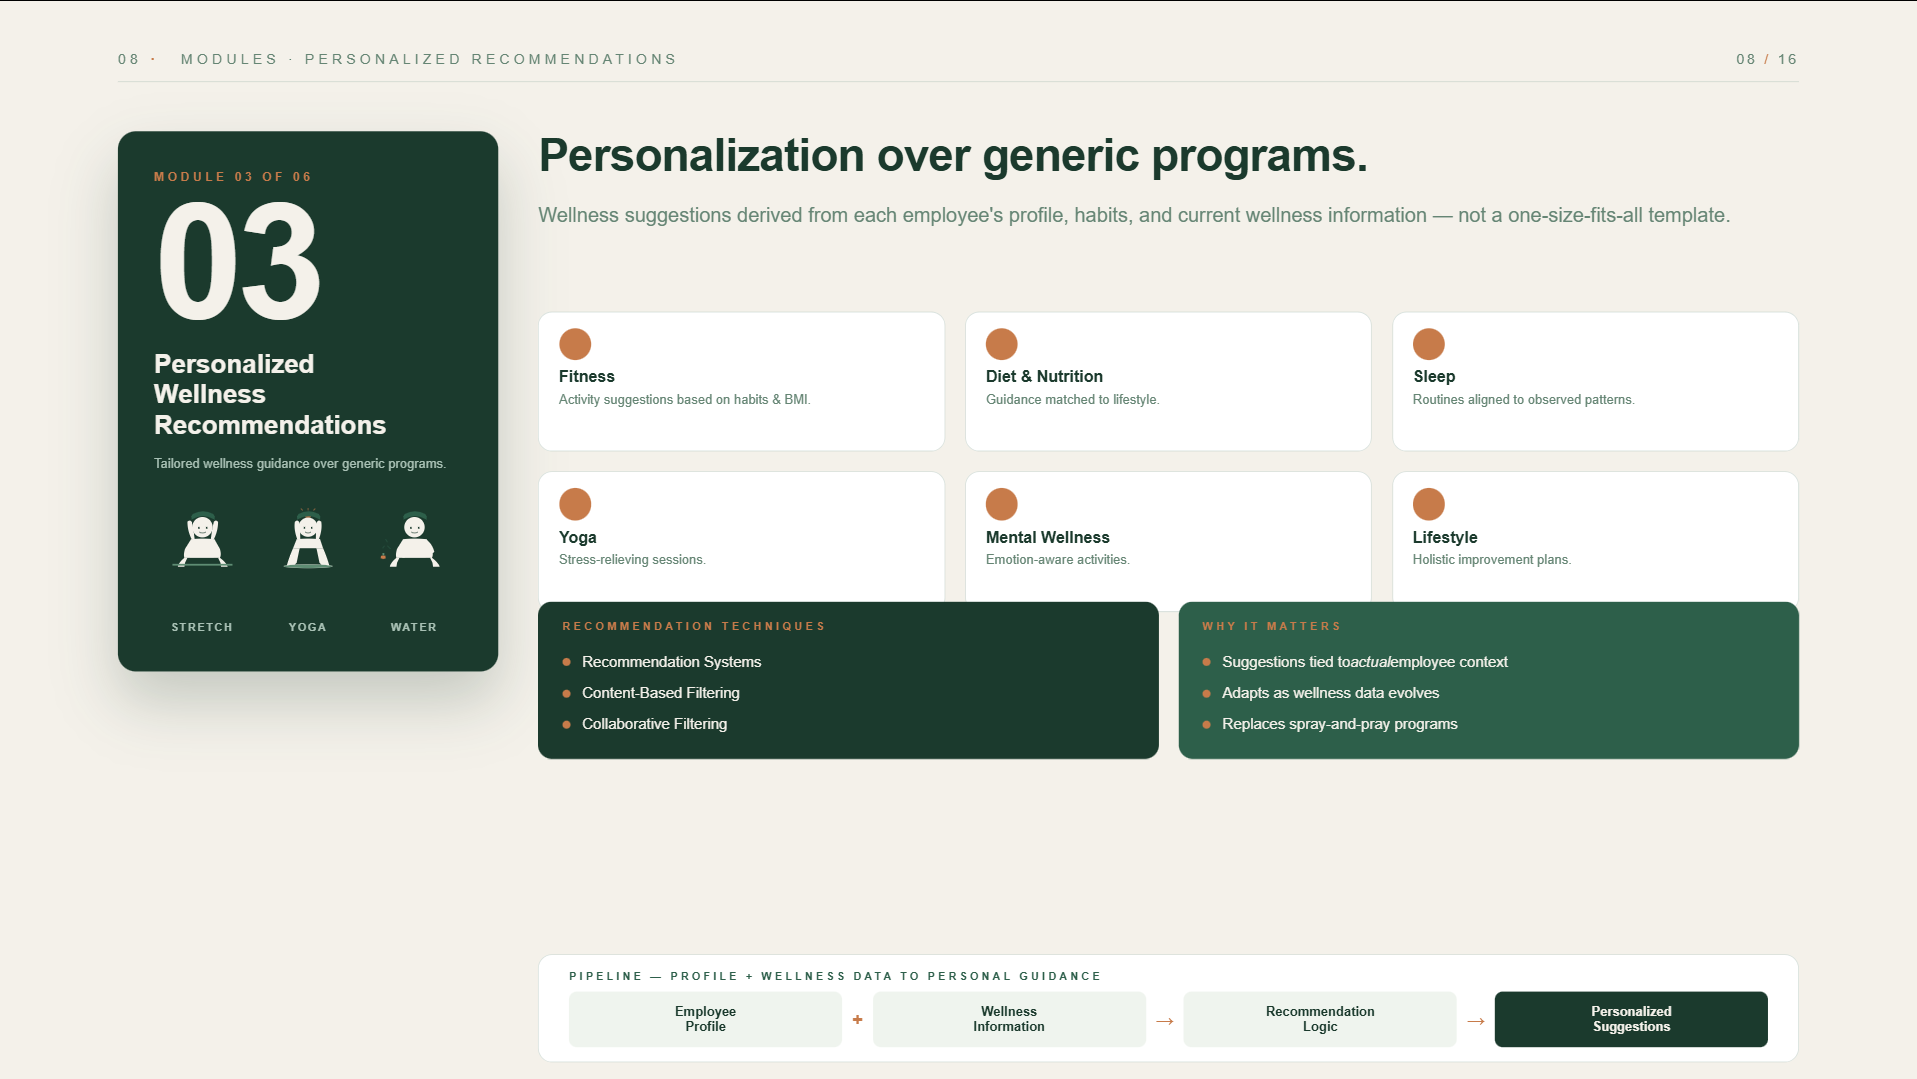 08 · MODULES · PERSONALIZED RECOMMENDATIONS
08 / 16
MODULE 03 OF 06
03
Personalized
Wellness
Recommendations
Tailored wellness guidance over generic programs.
STRETCH
YOGA
WATER
Personalization over generic programs.
Wellness suggestions derived from each employee's profile, habits, and current wellness information — not a one-size-fits-all template.
Fitness
Activity suggestions based on habits & BMI.
Diet & Nutrition
Guidance matched to lifestyle.
Sleep
Routines aligned to observed patterns.
Yoga
Stress-relieving sessions.
Mental Wellness
Emotion-aware activities.
Lifestyle
Holistic improvement plans.
RECOMMENDATION TECHNIQUES
Recommendation Systems
Content-Based Filtering
Collaborative Filtering
WHY IT MATTERS
Suggestions tied toactualemployee context
Adapts as wellness data evolves
Replaces spray-and-pray programs
PIPELINE — PROFILE + WELLNESS DATA TO PERSONAL GUIDANCE
Employee
Profile
+
Wellness
Information
→
Recommendation
Logic
→
Personalized
Suggestions